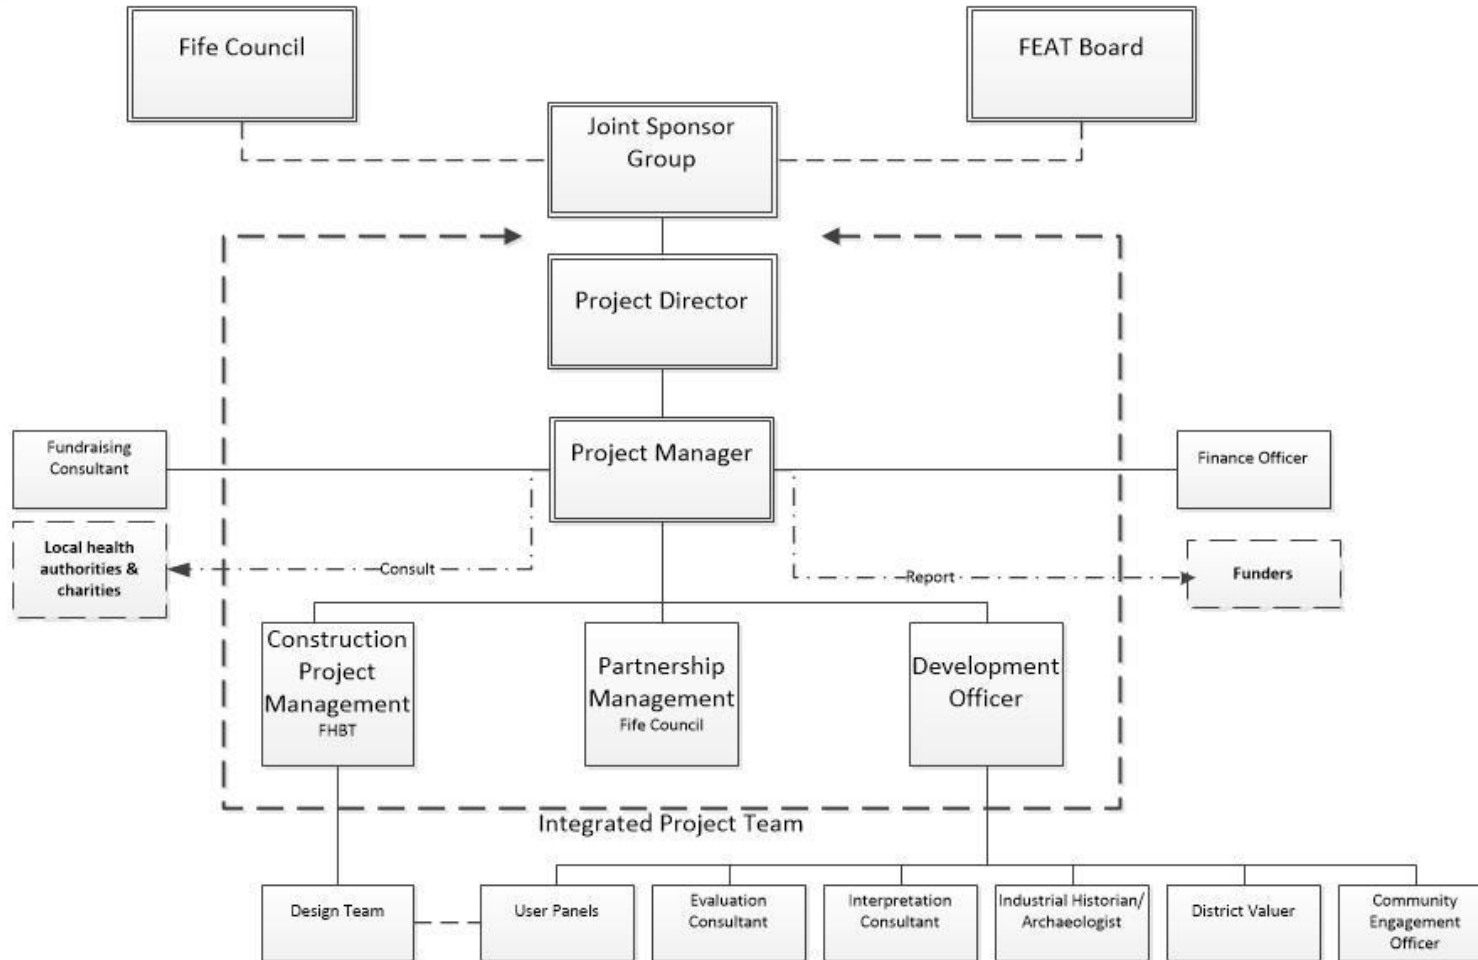 Fife Council
FEAT Board
Joint Sponsor
Group
Project Director
Project Manager
Fundraising
Consultant
Finance Officer
Local health
authorities &
charities
Consult
Report
Funders
Construction
Project
Management
FHBT
Partnership
Management
Fife Council
Development
Officer
Integrated Project Team
Design Team
User Panels
Evaluation
Consultant
Interpretation
Consultant
Industrial Historian/
Archaeologist
District Valuer
Community
Engagement
Officer